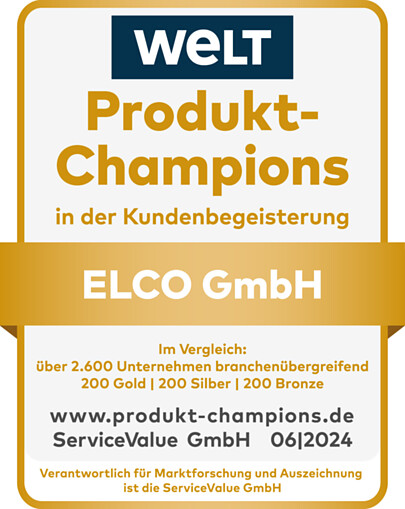 WELT
Produkt-
Champions
in der Kundenbegeisterung
ELCO GmbH
Im Vergleich:
über 2.600 Unternehmen branchenübergreifend
200 Gold | 200 Silber | 200 Bronze
www.produkt-champions.de
ServiceValue GmbH 06|2024
Verantwortlich für Marktforschung und Auszeichnung
ist die ServiceValue GmbH